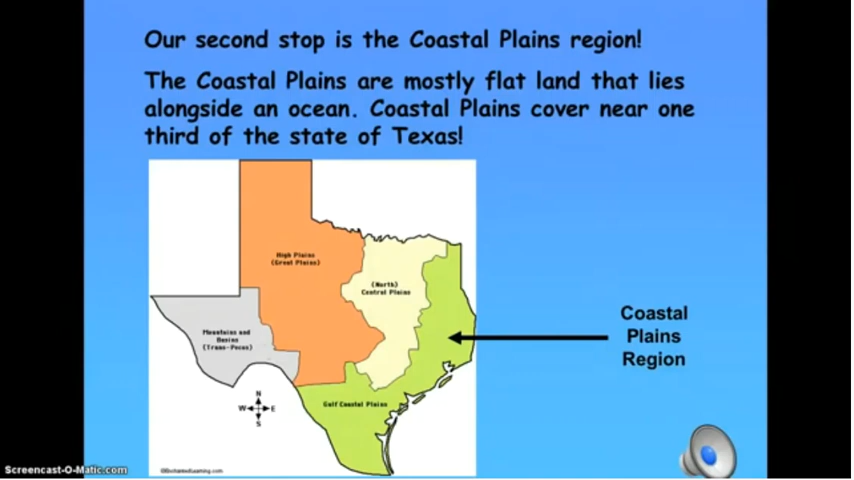 Our second stop is the Coastal Plains region!
The Coastal Plains are mostly flat land that lies
alongside an ocean. Coastal Plains cover near one
third of the state of Texas!
High Plains
(Great Plains)
(North)
Central Plains
Mountains and
Basins
(Trans-Pecos)
Gulf Coastal Plains
N
W E
S
©EnchantedLearning.com
Coastal
Plains
Region
Screencast-O-Matic.com